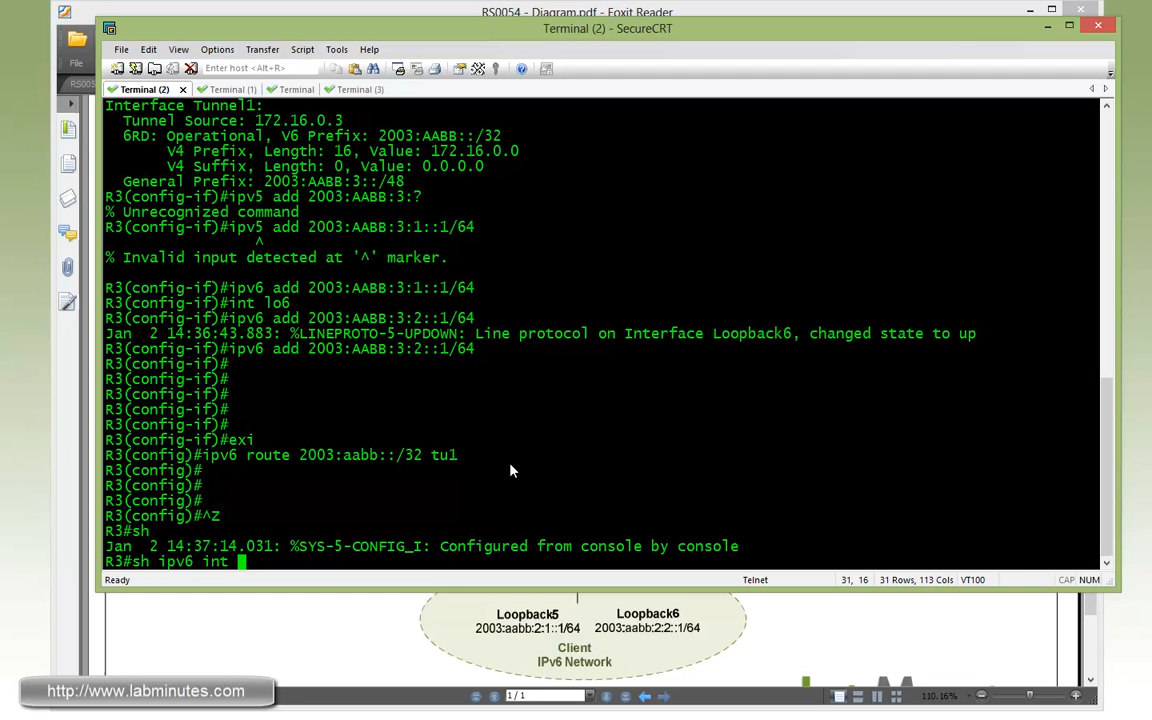 RS0054 - Diagram.pdf - Foxit Reader
Terminal (2) - SecureCRT
File Edit View Options Transfer Script Tools Help
File
Enter host <Alt+R>
RS005
Terminal (2) Terminal (1) Terminal Terminal (3)
Interface Tunnel1:
Tunnel Source: 172.16.0.3
6RD: Operational, V6 Prefix: 2003:AABB::/32
V4 Prefix, Length: 16, Value: 172.16.0.0
V4 Suffix, Length: 0, Value: 0.0.0.0
General Prefix: 2003:AABB:3::/48
R3(config-if)#ipv5 add 2003:AABB:3:?
% Unrecognized command
R3(config-if)#ipv5 add 2003:AABB:3:1::1/64
^
% Invalid input detected at '^' marker.
R3(config-if)#ipv6 add 2003:AABB:3:1::1/64
R3(config-if)#int lo6
R3(config-if)#ipv6 add 2003:AABB:3:2::1/64
Jan 2 14:36:43.883: %LINEPROTO-5-UPDOWN: Line protocol on Interface Loopback6, changed state to up
R3(config-if)#ipv6 add 2003:AABB:3:2::1/64
R3(config-if)#
R3(config-if)#
R3(config-if)#
R3(config-if)#
R3(config-if)#
R3(config-if)#exi
R3(config)#ipv6 route 2003:aabb::/32 tu1
R3(config)#
R3(config)#
R3(config)#
R3(config)#^Z
R3#sh
Jan 2 14:37:14.031: %SYS-5-CONFIG_I: Configured from console by console
R3#sh ipv6 int
Ready Telnet 31, 16 31 Rows, 113 Cols VT100 CAP NUM
Loopback5 Loopback6
2003:aabb:2:1::1/64 2003:aabb:2:2::1/64
Client
IPv6 Network
http://www.labminutes.com
1 / 1 110.16%